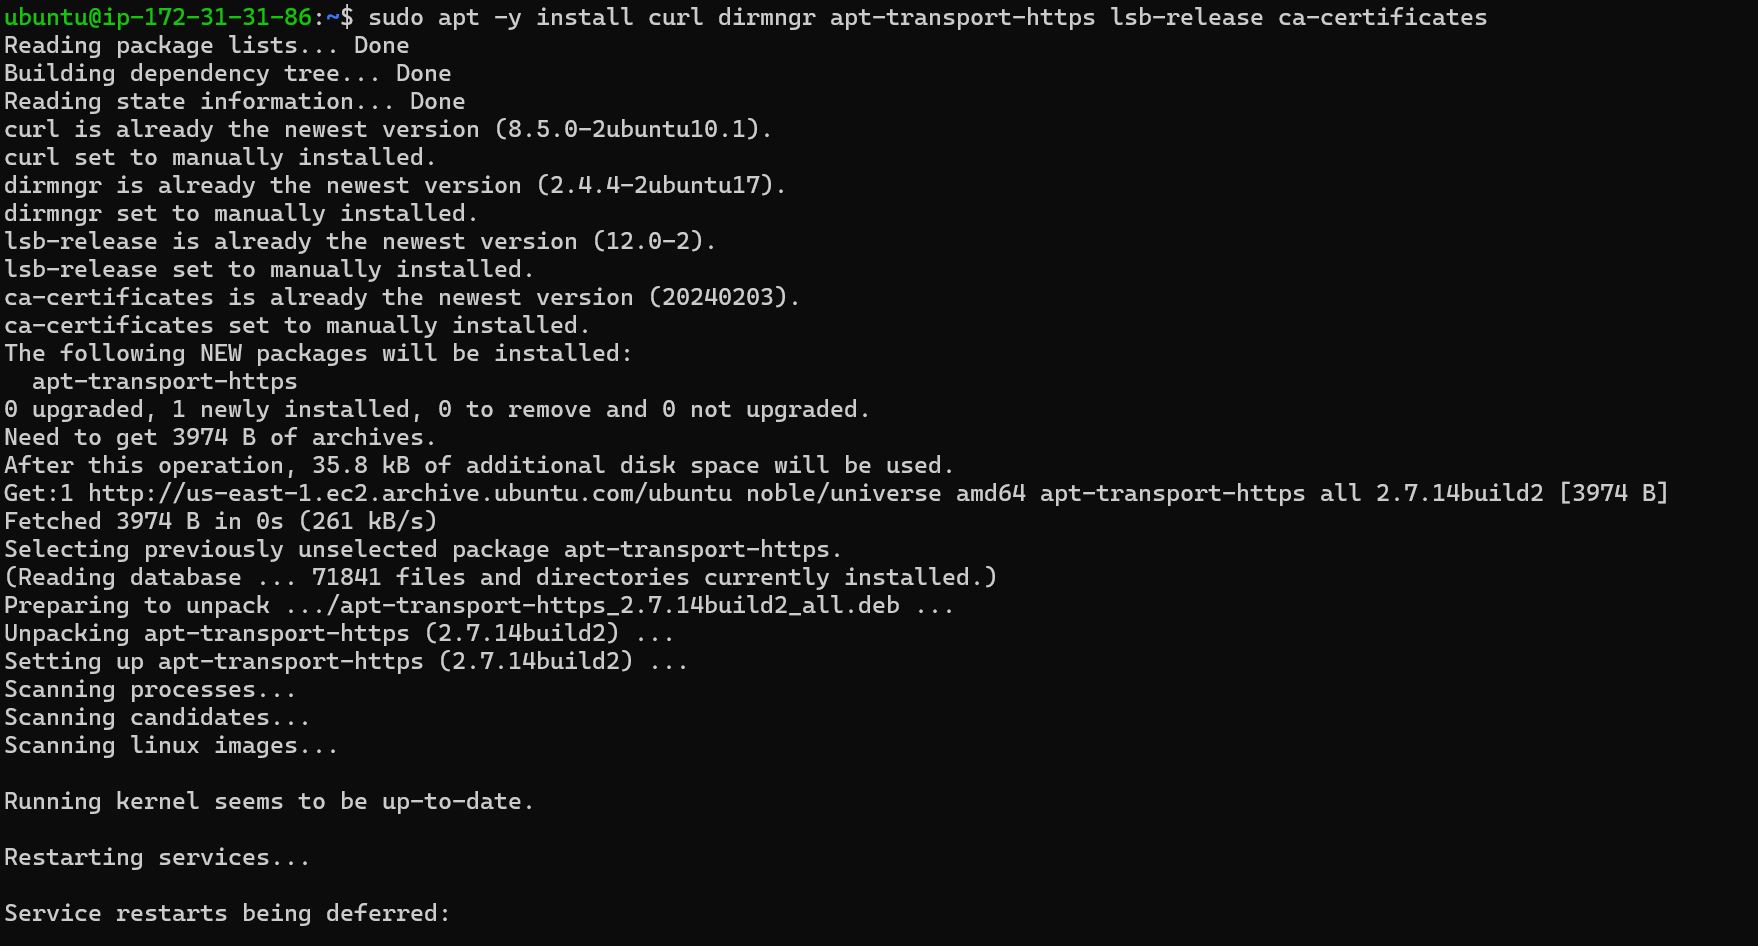 ubuntu@ip-172-31-31-86:~$ sudo apt -y install curl dirmngr apt-transport-https lsb-release ca-certificates
Reading package lists... Done
Building dependency tree... Done
Reading state information... Done
curl is already the newest version (8.5.0-2ubuntu10.1).
curl set to manually installed.
dirmngr is already the newest version (2.4.4-2ubuntu17).
dirmngr set to manually installed.
lsb-release is already the newest version (12.0-2).
lsb-release set to manually installed.
ca-certificates is already the newest version (20240203).
ca-certificates set to manually installed.
The following NEW packages will be installed:
  apt-transport-https
0 upgraded, 1 newly installed, 0 to remove and 0 not upgraded.
Need to get 3974 B of archives.
After this operation, 35.8 kB of additional disk space will be used.
Get:1 http://us-east-1.ec2.archive.ubuntu.com/ubuntu noble/universe amd64 apt-transport-https all 2.7.14build2 [3974 B]
Fetched 3974 B in 0s (261 kB/s)
Selecting previously unselected package apt-transport-https.
(Reading database ... 71841 files and directories currently installed.)
Preparing to unpack .../apt-transport-https_2.7.14build2_all.deb ...
Unpacking apt-transport-https (2.7.14build2) ...
Setting up apt-transport-https (2.7.14build2) ...
Scanning processes...
Scanning candidates...
Scanning linux images...
Running kernel seems to be up-to-date.
Restarting services...
Service restarts being deferred: